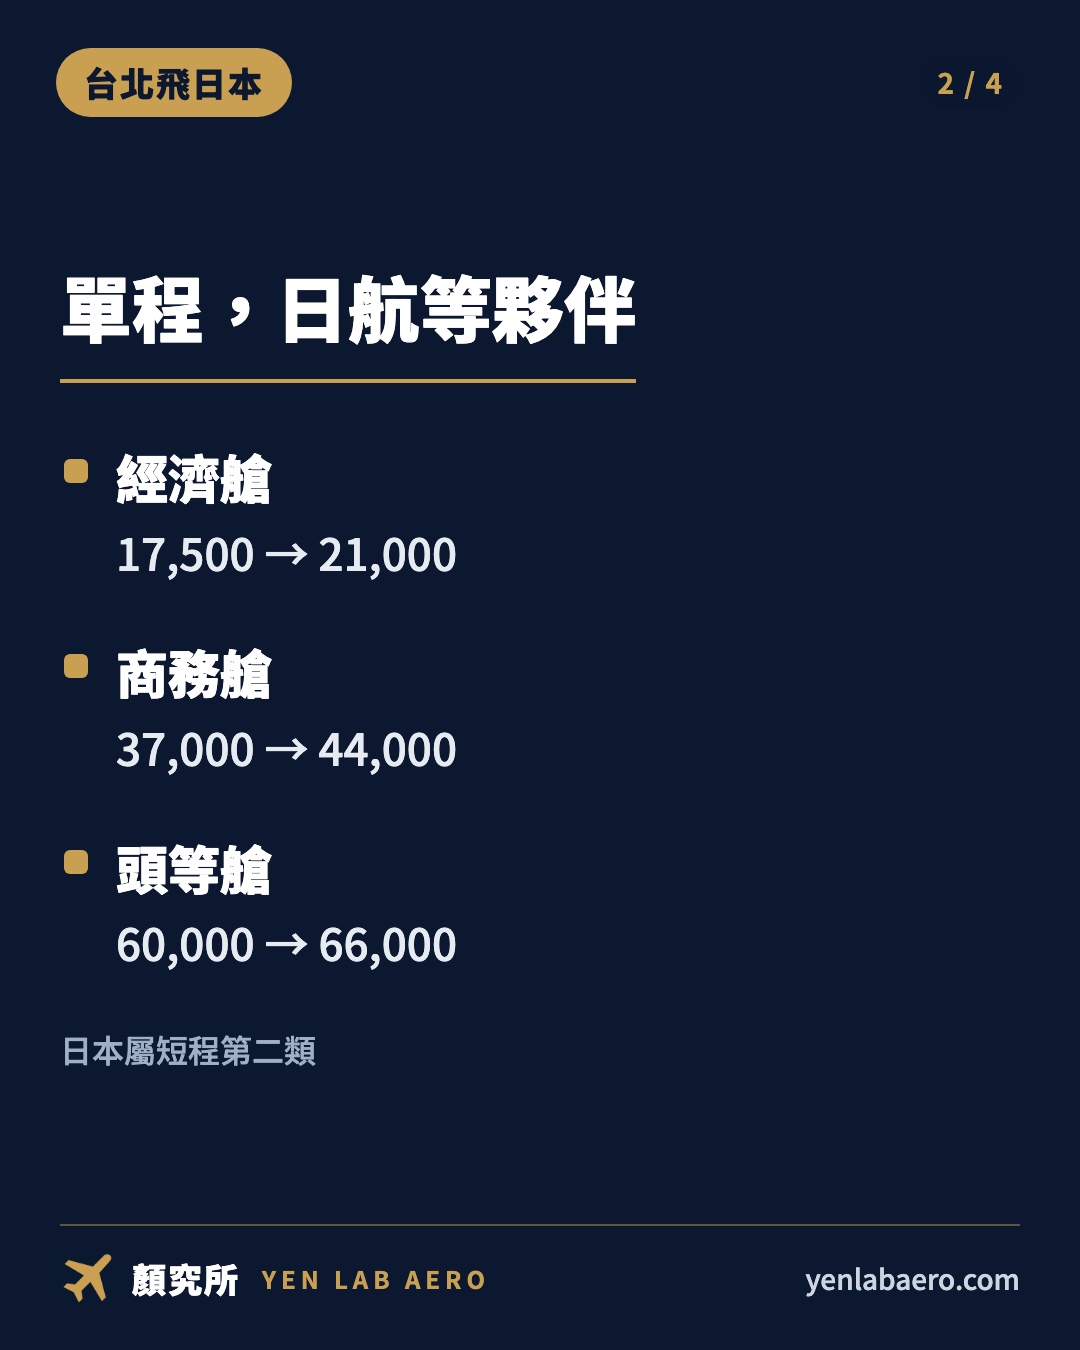 台北飛日本
2 / 4
單程，日航等夥伴
經濟艙
17,500 → 21,000
商務艙
37,000 → 44,000
頭等艙
60,000 → 66,000
日本屬短程第二類
顏究所 YEN LAB AERO
yenlabaero.com